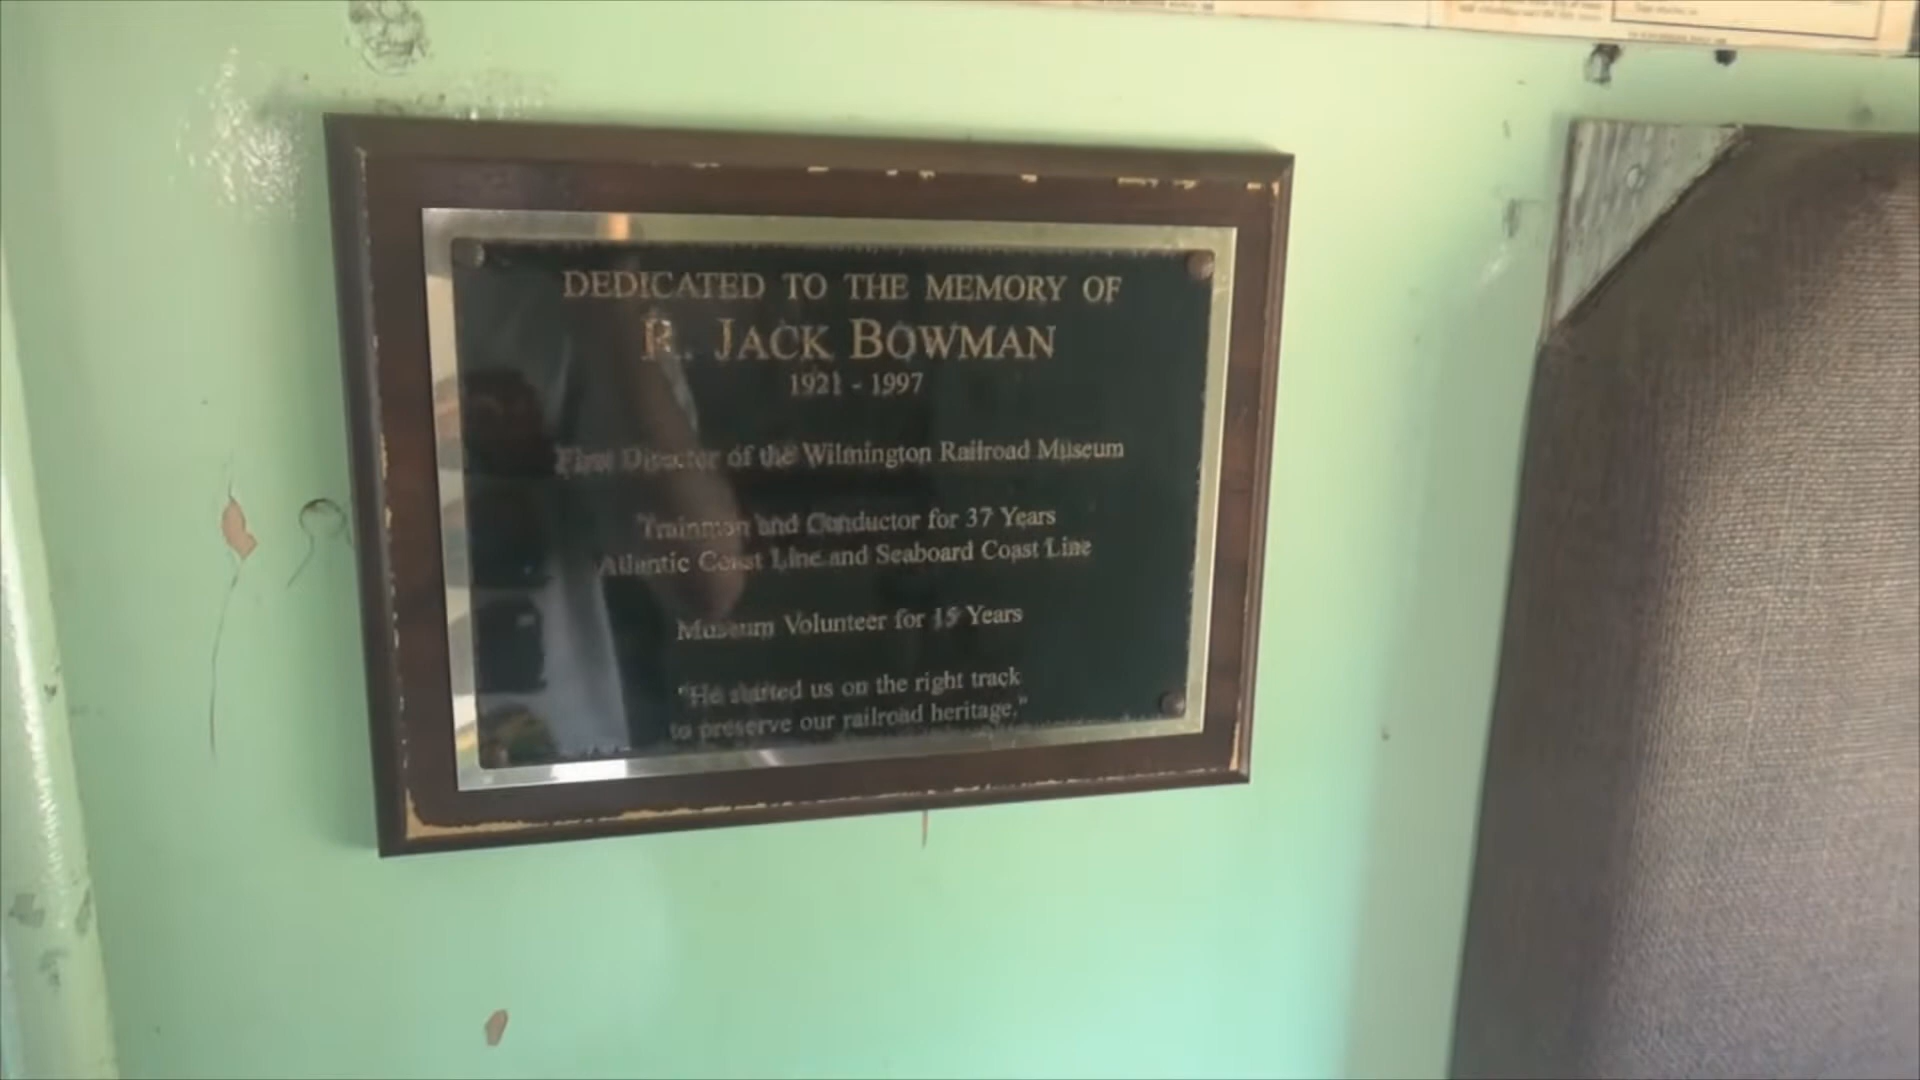 DEDICATED TO THE MEMORY OF
R. JACK BOWMAN
1921 - 1997
First Director of the Wilmington Railroad Museum
Trainman and Conductor for 37 Years
Atlantic Coast Line and Seaboard Coast Line
Museum Volunteer for 15 Years
"He started us on the right track
to preserve our railroad heritage."